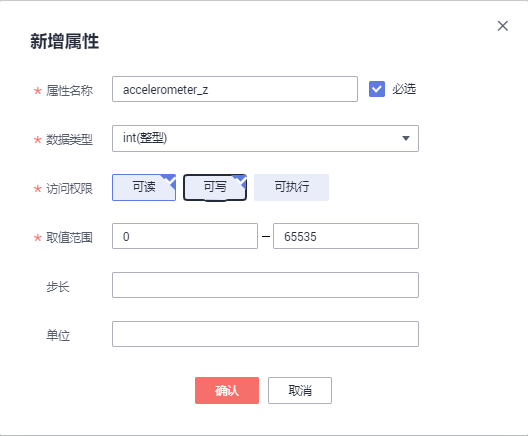 新增属性
* 属性名称 accelerometer_z 必选
* 数据类型 int(整型)
* 访问权限 可读 可写 可执行
* 取值范围 0 – 65535
步长
单位
确认 取消